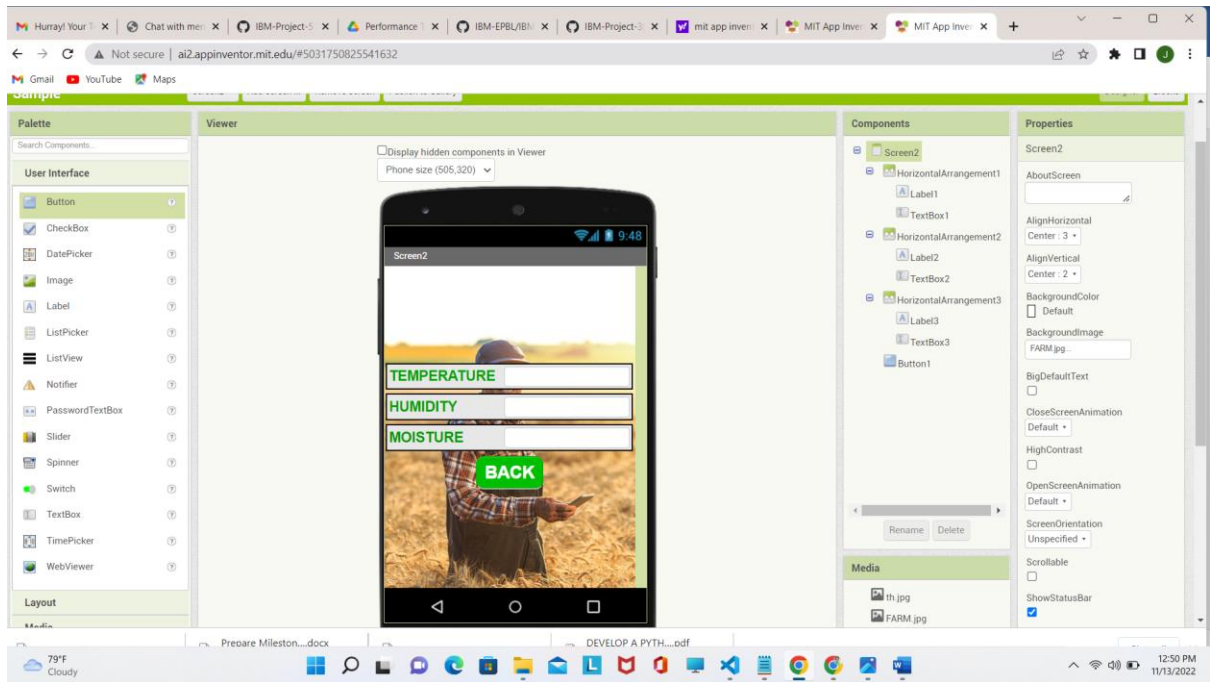 Hurray! Your T
Chat with men
IBM-Project-5
Performance T
IBM-EPBL/IBM
IBM-Project-3
mit app inven
MIT App Inven
MIT App Inve
Not secure | ai2.appinventor.mit.edu/#5031750825541632
Gmail YouTube Maps
Sample
Palette
Search Components...
User Interface
Button
CheckBox
DatePicker
Image
Label
ListPicker
ListView
Notifier
PasswordTextBox
Slider
Spinner
Switch
TextBox
TimePicker
WebViewer
Layout
Media
Viewer
Display hidden components in Viewer
Phone size (505,320)
9:48
Screen2
TEMPERATURE
HUMIDITY
MOISTURE
BACK
Components
Screen2
HorizontalArrangement1
Label1
TextBox1
HorizontalArrangement2
Label2
TextBox2
HorizontalArrangement3
Label3
TextBox3
Button1
Rename Delete
Media
th.jpg
FARM.jpg
Properties
Screen2
AboutScreen
AlignHorizontal
Center : 3
AlignVertical
Center : 2
BackgroundColor
Default
BackgroundImage
FARM.jpg...
BigDefaultText
CloseScreenAnimation
Default
HighContrast
OpenScreenAnimation
Default
ScreenOrientation
Unspecified
Scrollable
ShowStatusBar
Prepare Mileston....docx
DEVELOP A PYTH....pdf
79°F
Cloudy
12:50 PM
11/13/2022